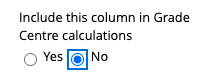 Include this column in Grade
Centre calculations
Yes No